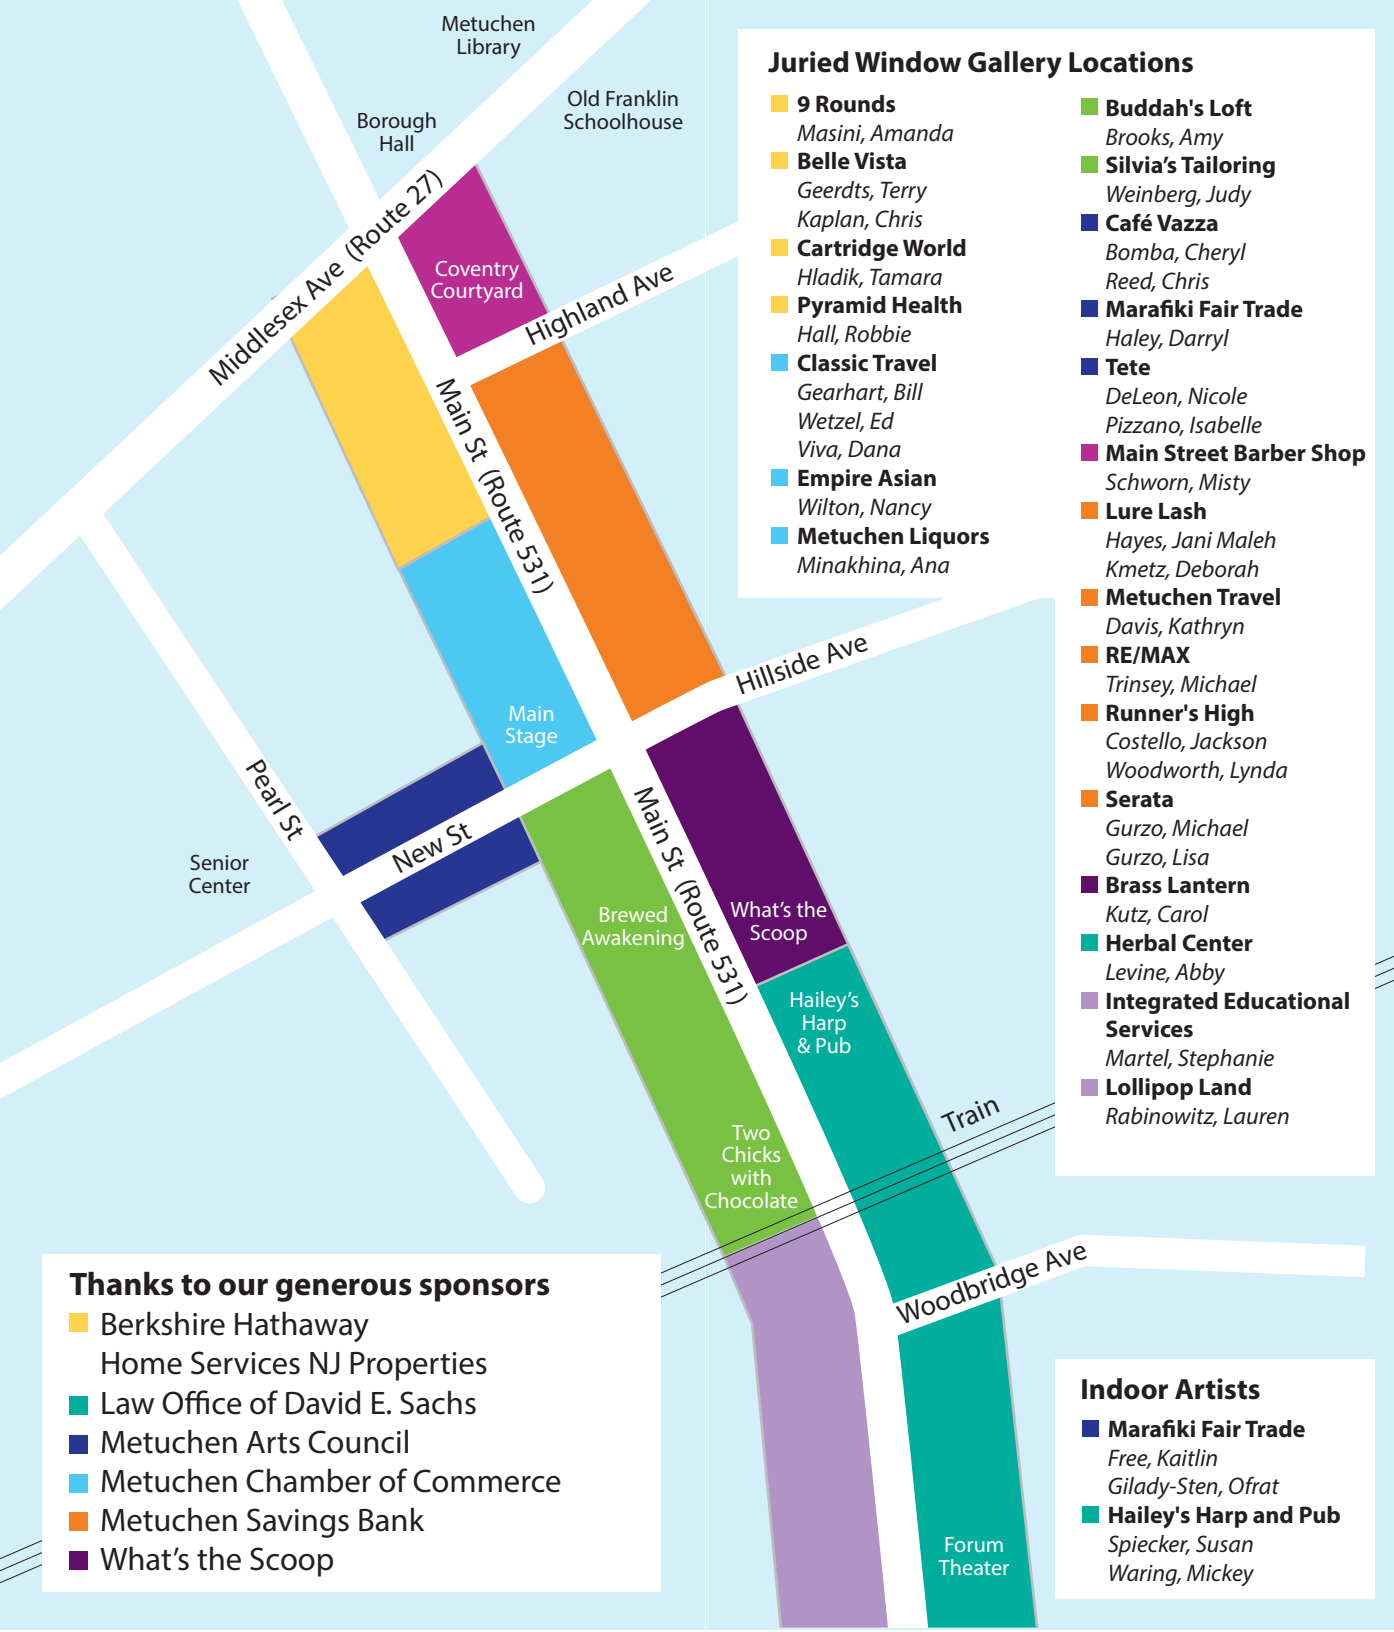 Metuchen
Library
Old Franklin
Schoolhouse
Borough
Hall
Middlesex Ave (Route 27)
Coventry
Courtyard
Highland Ave
Main St (Route 531)
Main
Stage
Hillside Ave
Pearl St
New St
Senior
Center
Main St (Route 531)
Brewed
Awakening
What's the
Scoop
Hailey's
Harp
& Pub
Train
Two
Chicks
with
Chocolate
Woodbridge Ave
Forum
Theater
Juried Window Gallery Locations
9 Rounds
Masini, Amanda
Belle Vista
Geerdts, Terry
Kaplan, Chris
Cartridge World
Hladik, Tamara
Pyramid Health
Hall, Robbie
Classic Travel
Gearhart, Bill
Wetzel, Ed
Viva, Dana
Empire Asian
Wilton, Nancy
Metuchen Liquors
Minakhina, Ana
Buddah's Loft
Brooks, Amy
Silvia's Tailoring
Weinberg, Judy
Café Vazza
Bomba, Cheryl
Reed, Chris
Marafiki Fair Trade
Haley, Darryl
Tete
DeLeon, Nicole
Pizzano, Isabelle
Main Street Barber Shop
Schworn, Misty
Lure Lash
Hayes, Jani Maleh
Kmetz, Deborah
Metuchen Travel
Davis, Kathryn
RE/MAX
Trinsey, Michael
Runner's High
Costello, Jackson
Woodworth, Lynda
Serata
Gurzo, Michael
Gurzo, Lisa
Brass Lantern
Kutz, Carol
Herbal Center
Levine, Abby
Integrated Educational
Services
Martel, Stephanie
Lollipop Land
Rabinowitz, Lauren
Thanks to our generous sponsors
Berkshire Hathaway
Home Services NJ Properties
Law Office of David E. Sachs
Metuchen Arts Council
Metuchen Chamber of Commerce
Metuchen Savings Bank
What's the Scoop
Indoor Artists
Marafiki Fair Trade
Free, Kaitlin
Gilady-Sten, Ofrat
Hailey's Harp and Pub
Spiecker, Susan
Waring, Mickey